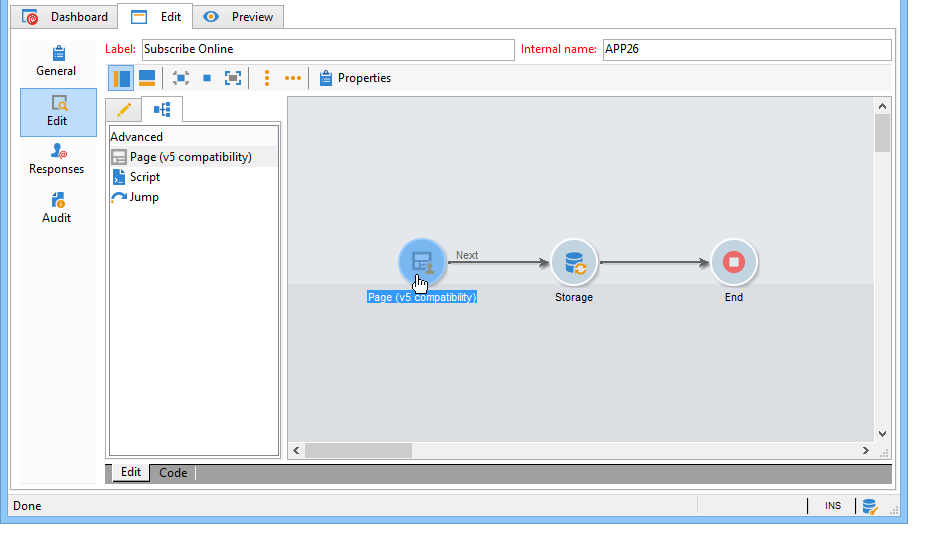 Dashboard Edit Preview
Label: Subscribe Online Internal name: APP26
General
Properties
Edit
Advanced
Page (v5 compatibility)
Script
Jump
Responses
Audit
Next
Page (v5 compatibility) Storage End
Edit Code
Done INS